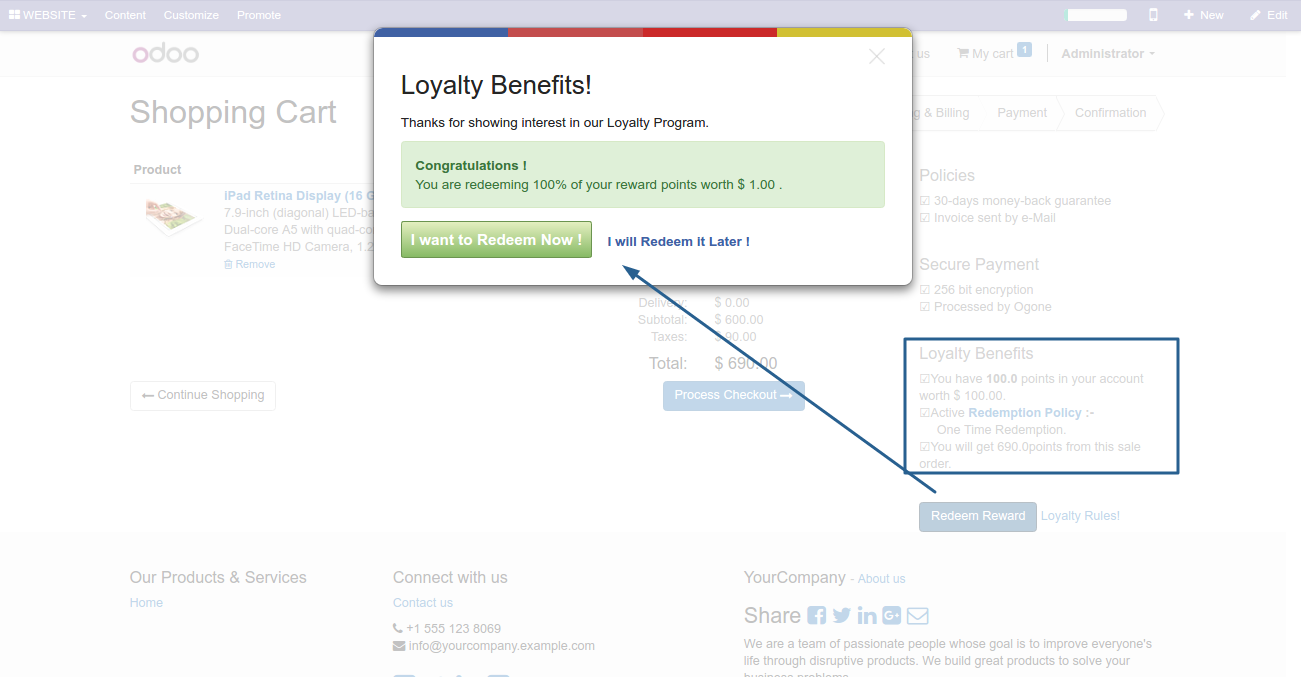 WEBSITE Content Customize Promote New Edit
odoo us My cart 1 Administrator
Loyalty Benefits!
Thanks for showing interest in our Loyalty Program.
Congratulations !
You are redeeming 100% of your reward points worth $ 1.00 .
I want to Redeem Now ! I will Redeem it Later !
Shopping Cart
g & Billing Payment Confirmation
Product
iPad Retina Display (16 G
7.9-inch (diagonal) LED-ba
Dual-core A5 with quad-co
FaceTime HD Camera, 1.2
Remove
Delivery: $ 0.00
Subtotal: $ 600.00
Taxes: $ 90.00
Total: $ 690.00
Continue Shopping
Process Checkout
Policies
30-days money-back guarantee
Invoice sent by e-Mail
Secure Payment
256 bit encryption
Processed by Ogone
Loyalty Benefits
You have 100.0 points in your account
worth $ 100.00.
Active Redemption Policy :-
One Time Redemption.
You will get 690.0points from this sale
order.
Redeem Reward Loyalty Rules!
Our Products & Services
Home
Connect with us
Contact us
+1 555 123 8069
info@yourcompany.example.com
YourCompany - About us
Share
We are a team of passionate people whose goal is to improve everyone's
life through disruptive products. We build great products to solve your
business problems.